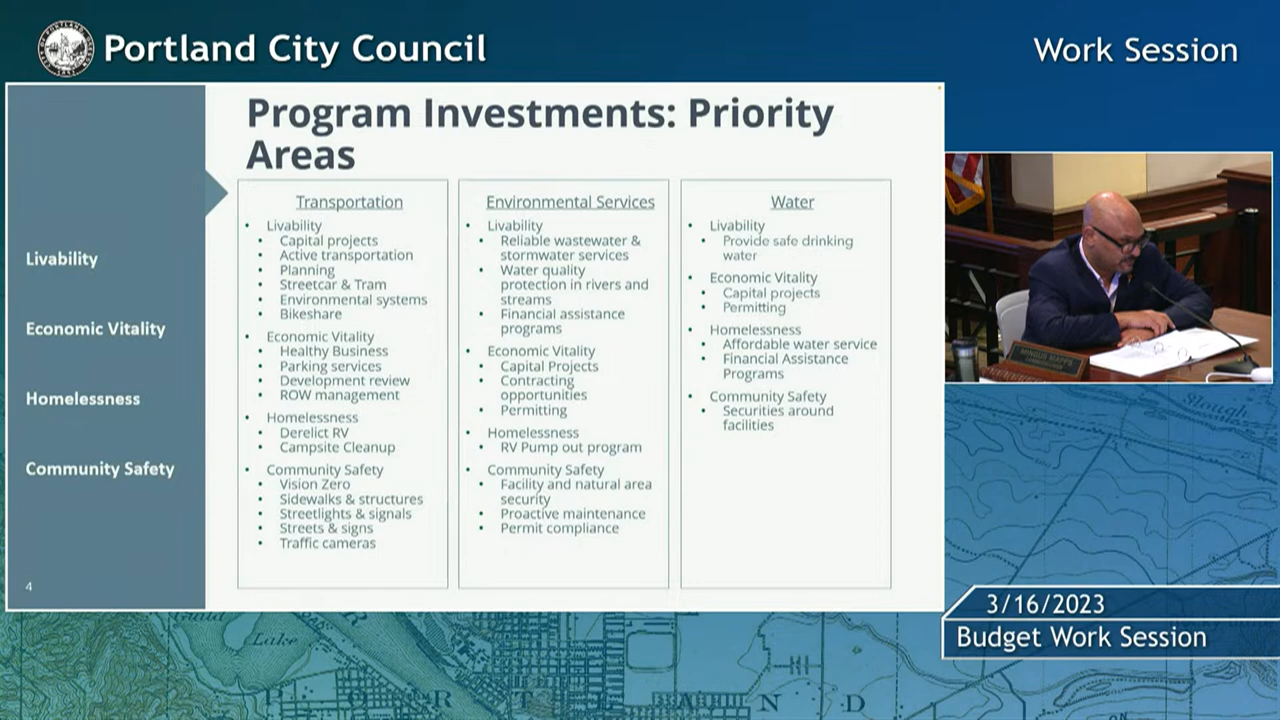 Portland City Council
Work Session
Program Investments: Priority
Areas
Livability
Economic Vitality
Homelessness
Community Safety
4
Transportation
• Livability
• Capital projects
• Active transportation
• Planning
• Streetcar & Tram
• Environmental systems
• Bikeshare
• Economic Vitality
• Healthy Business
• Parking services
• Development review
• ROW management
• Homelessness
• Derelict RV
• Campsite Cleanup
• Community Safety
• Vision Zero
• Sidewalks & structures
• Streetlights & signals
• Streets & signs
• Traffic cameras
Environmental Services
• Livability
• Reliable wastewater &
stormwater services
• Water quality
protection in rivers and
streams
• Financial assistance
programs
• Economic Vitality
• Capital Projects
• Contracting
opportunities
• Permitting
• Homelessness
• RV Pump out program
• Community Safety
• Facility and natural area
security
• Proactive maintenance
• Permit compliance
Water
• Livability
• Provide safe drinking
water
• Economic Vitality
• Capital projects
• Permitting
• Homelessness
• Affordable water service
• Financial Assistance
Programs
• Community Safety
• Securities around
facilities
MINGUS MAPPS
COMMISSIONER
3/16/2023
Budget Work Session
Slough
Guild
Lake
P O R T L A N D